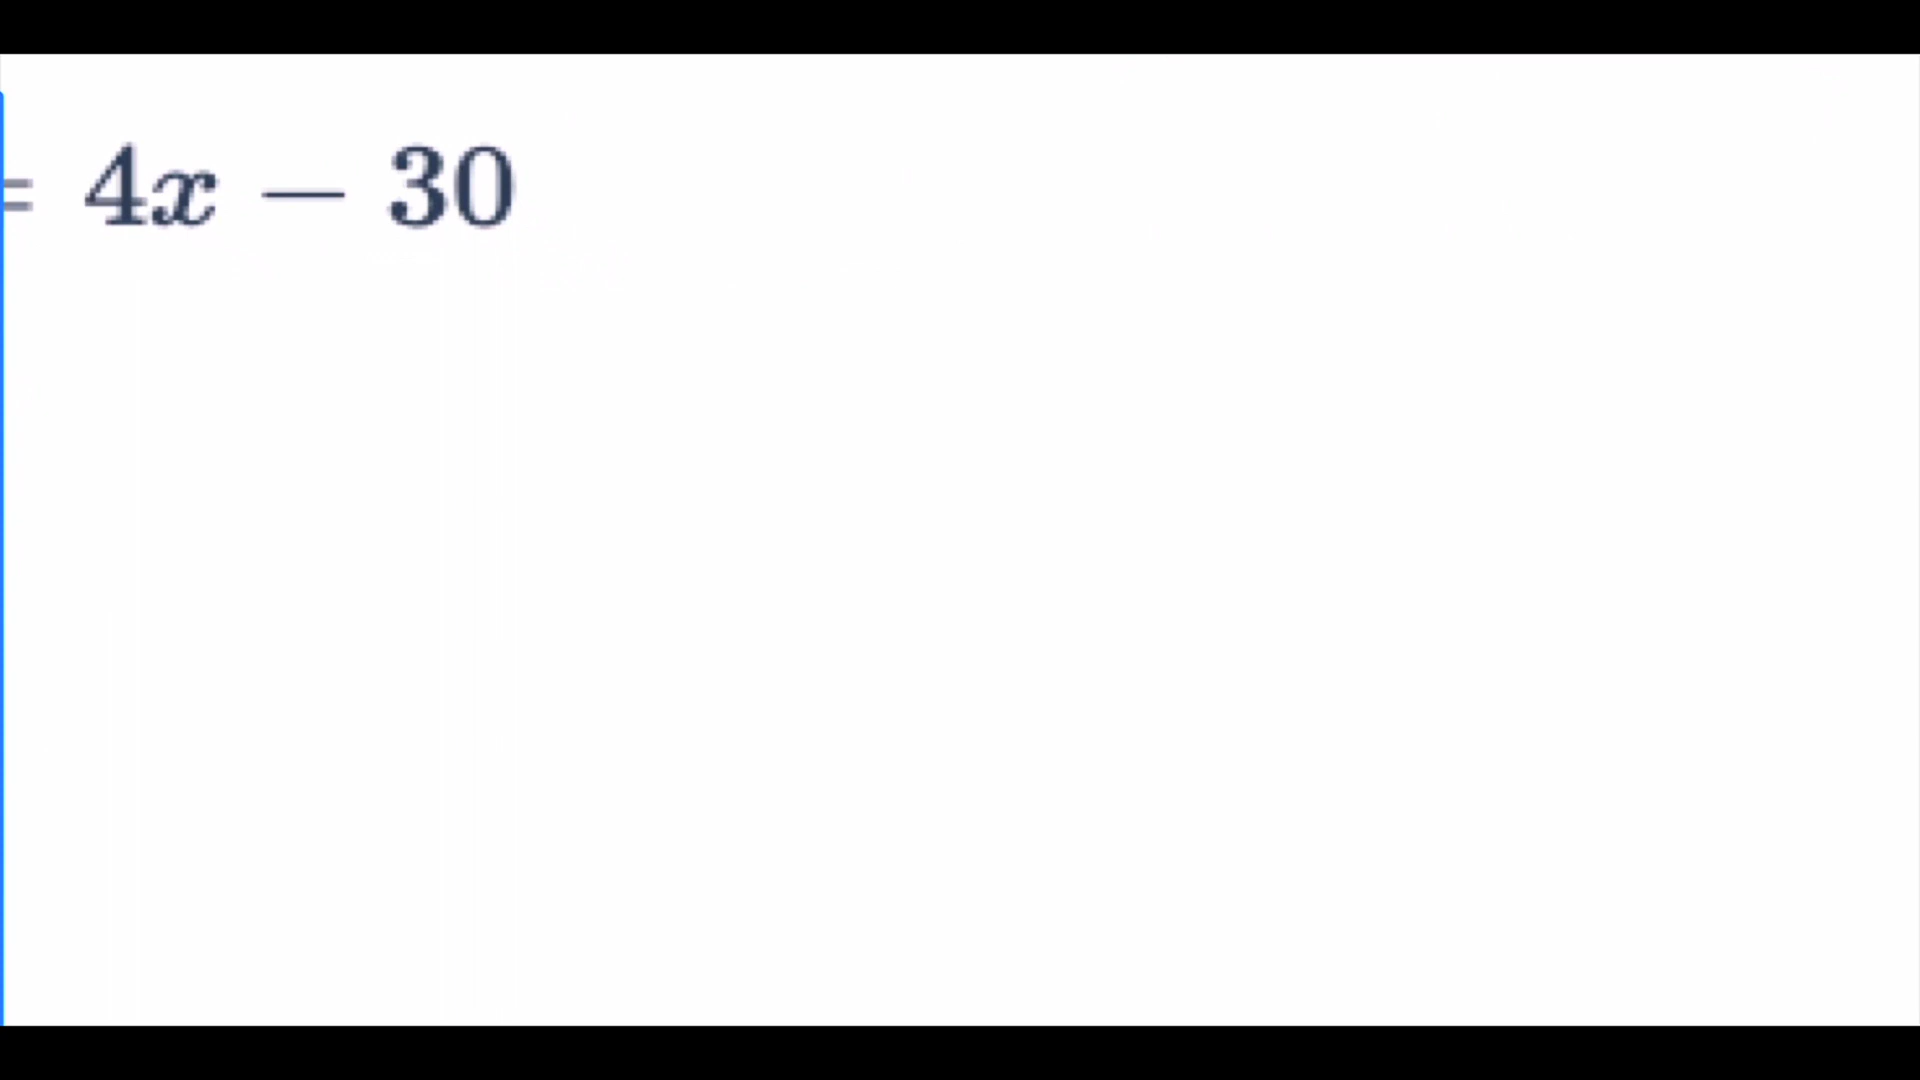 = 4x − 30